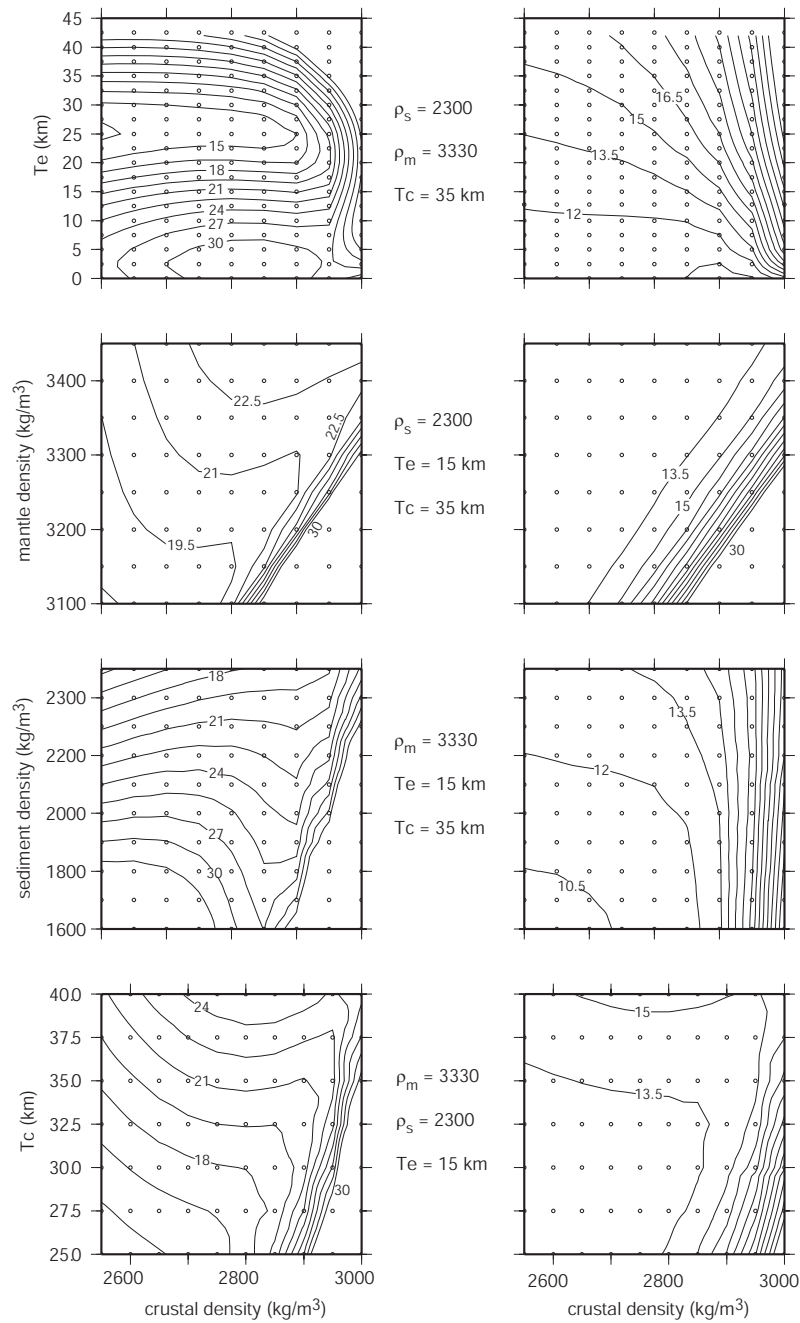 45
40
35
30
25
20
15
10
5
0
Te (km)
15
18
21
24
27
30
ρs = 2300
ρm = 3330
Tc = 35 km
16.5
15
13.5
12
3400
3300
3200
3100
mantle density (kg/m³)
22.5
22.5
21
19.5
30
ρs = 2300
Te = 15 km
Tc = 35 km
13.5
15
30
2300
2200
2000
1800
1600
sediment density (kg/m³)
18
21
24
27
30
ρm = 3330
Te = 15 km
Tc = 35 km
13.5
12
10.5
40.0
37.5
35.0
32.5
30.0
27.5
25.0
Tc (km)
24
21
18
30
ρm = 3330
ρs = 2300
Te = 15 km
15
13.5
2600 2800 3000
crustal density (kg/m³)
2600 2800 3000
crustal density (kg/m³)